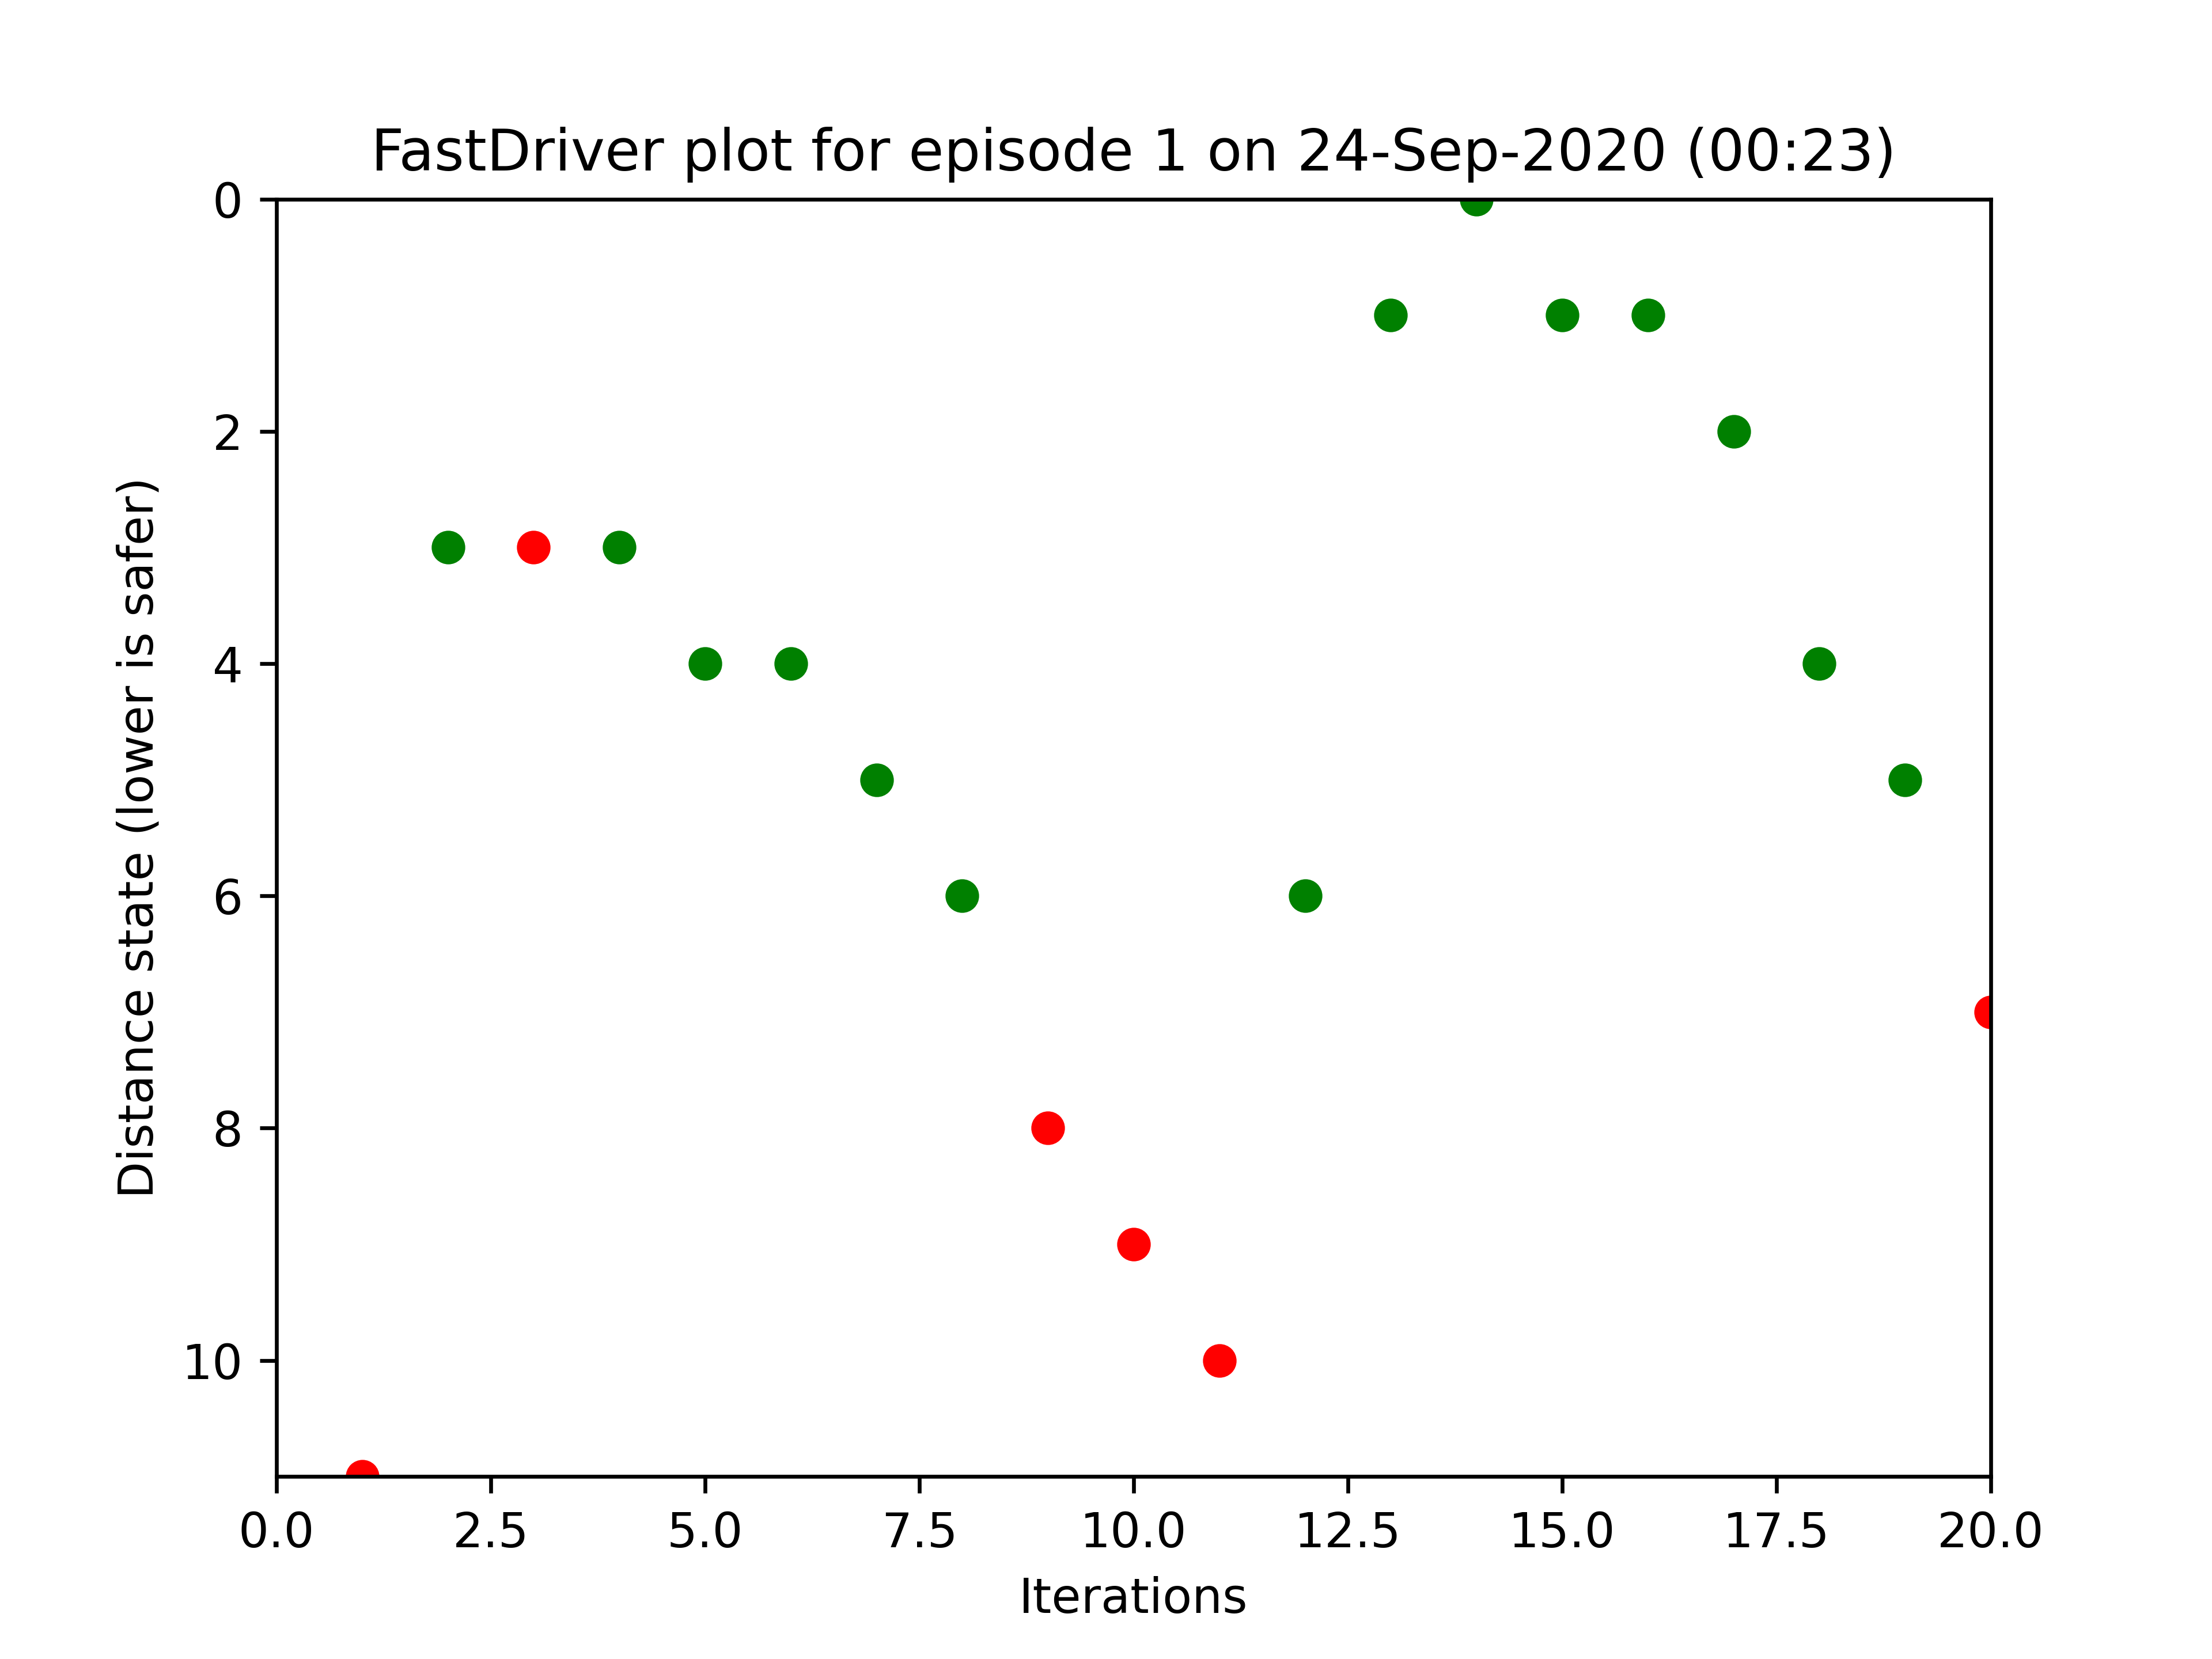 FastDriver plot for episode 1 on 24-Sep-2020 (00:23)
0
2
4
6
8
10
Distance state (lower is safer)
0.0 2.5 5.0 7.5 10.0 12.5 15.0 17.5 20.0
Iterations